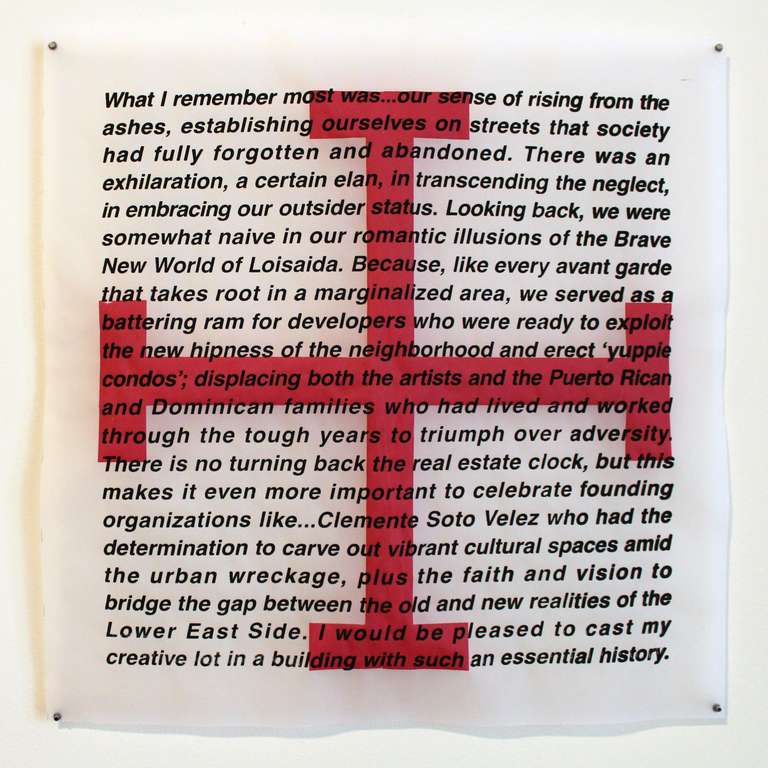 What I remember most was...our sense of rising from the
ashes, establishing ourselves on streets that society
had fully forgotten and abandoned. There was an
exhilaration, a certain elan, in transcending the neglect,
in embracing our outsider status. Looking back, we were
somewhat naive in our romantic illusions of the Brave
New World of Loisaida. Because, like every avant garde
that takes root in a marginalized area, we served as a
battering ram for developers who were ready to exploit
the new hipness of the neighborhood and erect ‘yuppie
condos’; displacing both the artists and the Puerto Rican
and Dominican families who had lived and worked
through the tough years to triumph over adversity.
There is no turning back the real estate clock, but this
makes it even more important to celebrate founding
organizations like...Clemente Soto Velez who had the
determination to carve out vibrant cultural spaces amid
the urban wreckage, plus the faith and vision to
bridge the gap between the old and new realities of the
Lower East Side. I would be pleased to cast my
creative lot in a building with such an essential history.